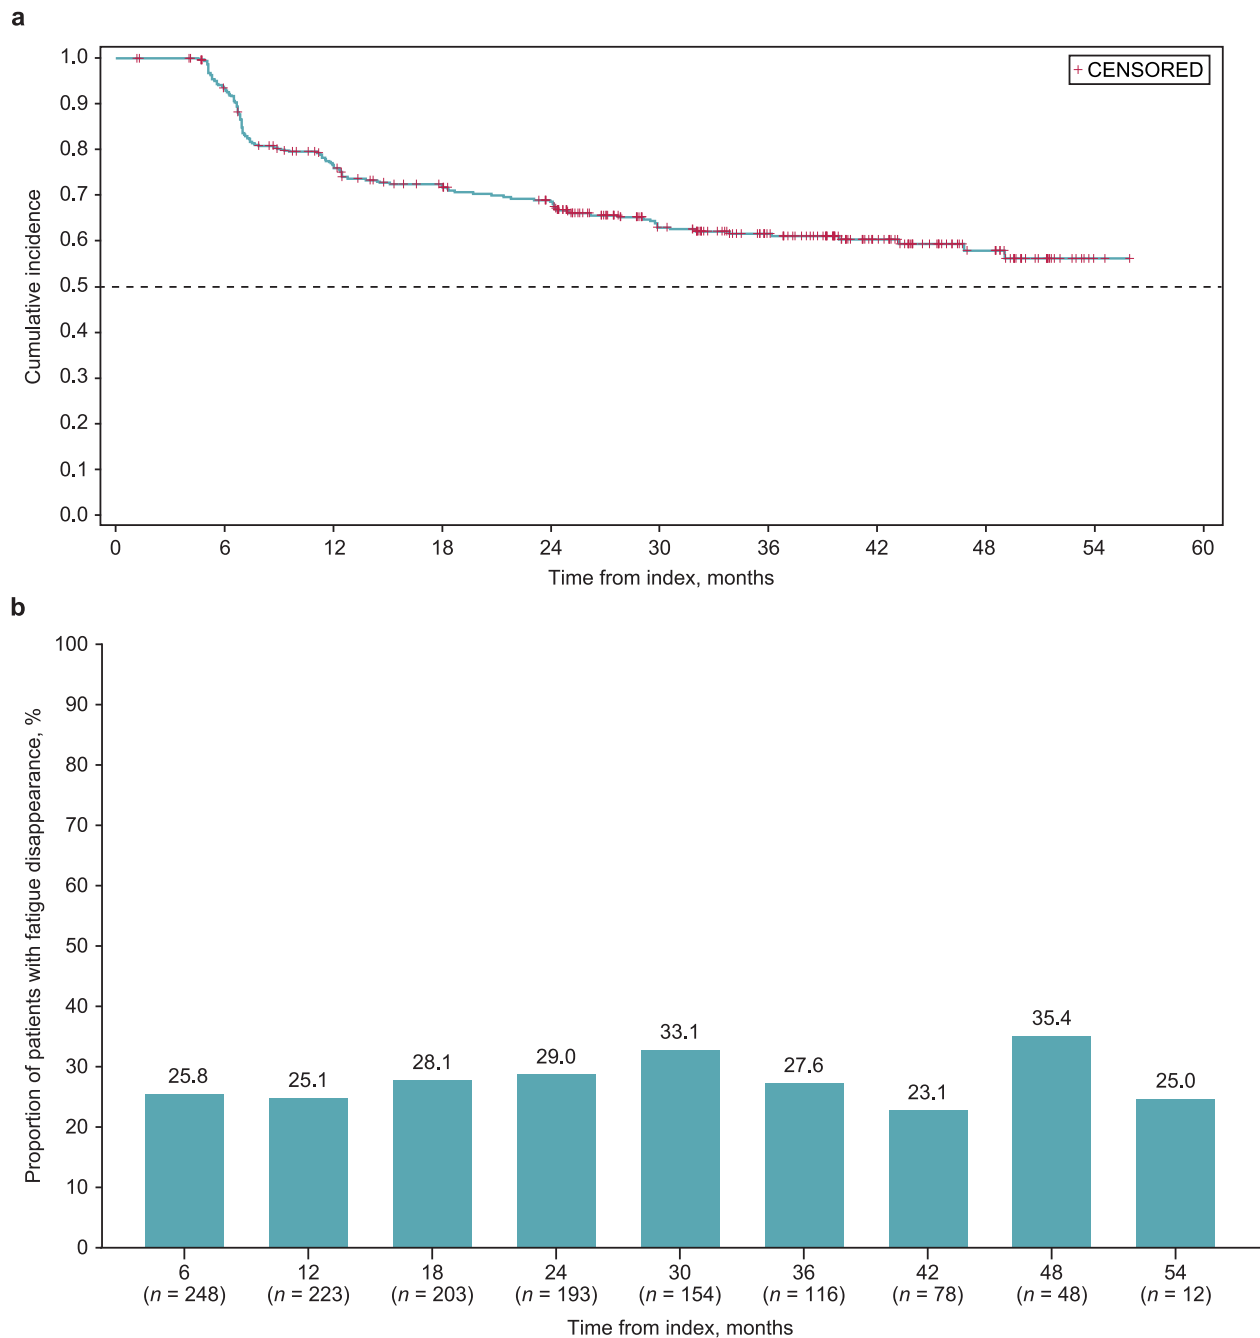 a
Cumulative incidence
1.0
0.9
0.8
0.7
0.6
0.5
0.4
0.3
0.2
0.1
0.0
+ CENSORED
0 6 12 18 24 30 36 42 48 54 60
Time from index, months
b
Proportion of patients with fatigue disappearance, %
100
90
80
70
60
50
40
30
20
10
0
25.8 25.1 28.1 29.0 33.1 27.6 23.1 35.4 25.0
6 12 18 24 30 36 42 48 54
(n = 248) (n = 223) (n = 203) (n = 193) (n = 154) (n = 116) (n = 78) (n = 48) (n = 12)
Time from index, months